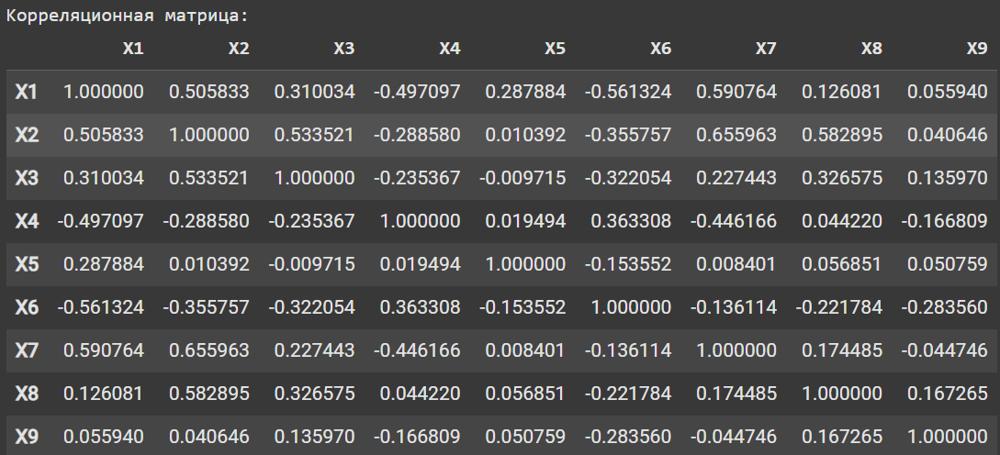 Корреляционная матрица:
X1 X2 X3 X4 X5 X6 X7 X8 X9
X1 1.000000 0.505833 0.310034 -0.497097 0.287884 -0.561324 0.590764 0.126081 0.055940
X2 0.505833 1.000000 0.533521 -0.288580 0.010392 -0.355757 0.655963 0.582895 0.040646
X3 0.310034 0.533521 1.000000 -0.235367 -0.009715 -0.322054 0.227443 0.326575 0.135970
X4 -0.497097 -0.288580 -0.235367 1.000000 0.019494 0.363308 -0.446166 0.044220 -0.166809
X5 0.287884 0.010392 -0.009715 0.019494 1.000000 -0.153552 0.008401 0.056851 0.050759
X6 -0.561324 -0.355757 -0.322054 0.363308 -0.153552 1.000000 -0.136114 -0.221784 -0.283560
X7 0.590764 0.655963 0.227443 -0.446166 0.008401 -0.136114 1.000000 0.174485 -0.044746
X8 0.126081 0.582895 0.326575 0.044220 0.056851 -0.221784 0.174485 1.000000 0.167265
X9 0.055940 0.040646 0.135970 -0.166809 0.050759 -0.283560 -0.044746 0.167265 1.000000